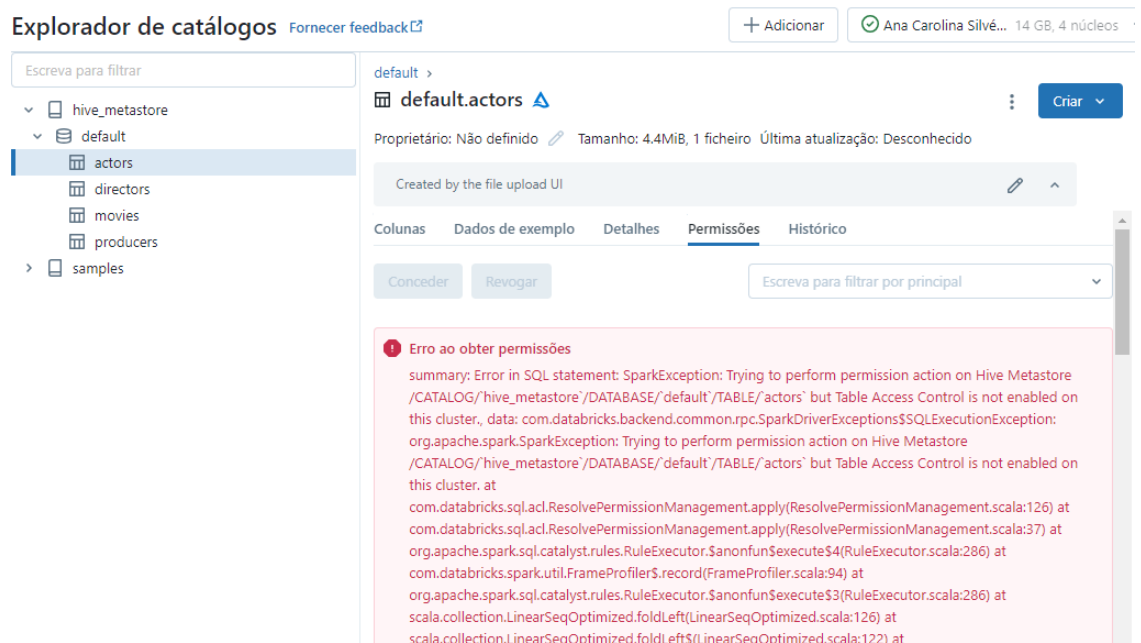 Explorador de catálogos Fornecer feedback
Adicionar
Ana Carolina Silvé... 14 GB, 4 núcleos
Escreva para filtrar
hive_metastore
default
actors
directors
movies
producers
samples
default ›
default.actors
Criar
Proprietário: Não definido Tamanho: 4.4MiB, 1 ficheiro Última atualização: Desconhecido
Created by the file upload UI
Colunas Dados de exemplo Detalhes Permissões Histórico
Conceder Revogar Escreva para filtrar por principal
Erro ao obter permissões
summary: Error in SQL statement: SparkException: Trying to perform permission action on Hive Metastore
/CATALOG/`hive_metastore`/DATABASE/`default`/TABLE/`actors` but Table Access Control is not enabled on
this cluster., data: com.databricks.backend.common.rpc.SparkDriverExceptions$SQLExecutionException:
org.apache.spark.SparkException: Trying to perform permission action on Hive Metastore
/CATALOG/`hive_metastore`/DATABASE/`default`/TABLE/`actors` but Table Access Control is not enabled on
this cluster. at
com.databricks.sql.acl.ResolvePermissionManagement.apply(ResolvePermissionManagement.scala:126) at
com.databricks.sql.acl.ResolvePermissionManagement.apply(ResolvePermissionManagement.scala:37) at
org.apache.spark.sql.catalyst.rules.RuleExecutor.$anonfun$execute$4(RuleExecutor.scala:286) at
com.databricks.spark.util.FrameProfiler$.record(FrameProfiler.scala:94) at
org.apache.spark.sql.catalyst.rules.RuleExecutor.$anonfun$execute$3(RuleExecutor.scala:286) at
scala.collection.LinearSeqOptimized.foldLeft(LinearSeqOptimized.scala:126) at
scala.collection.LinearSeqOptimized.foldLeft$(LinearSeqOptimized.scala:122) at